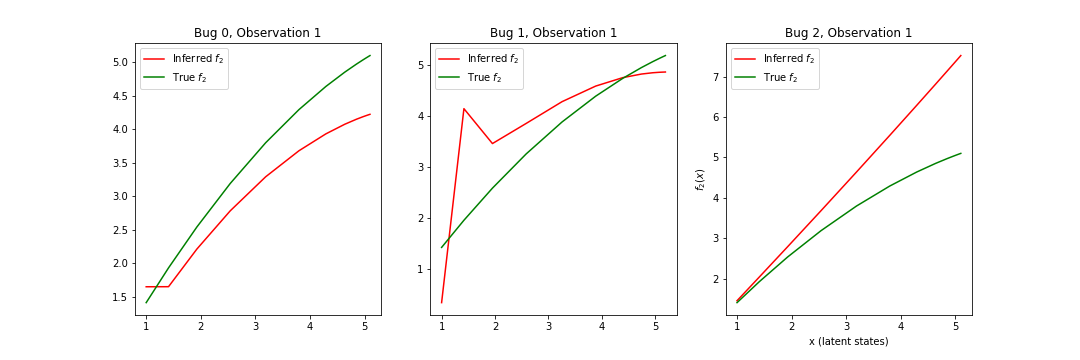 Bug 0, Observation 1
Inferred f₂
True f₂
5.0
4.5
4.0
3.5
3.0
2.5
2.0
1.5
1 2 3 4 5
Bug 1, Observation 1
Inferred f₂
True f₂
5
4
3
2
1
1 2 3 4 5
Bug 2, Observation 1
Inferred f₂
True f₂
f₂(x)
7
6
5
4
3
2
1 2 3 4 5
x (latent states)